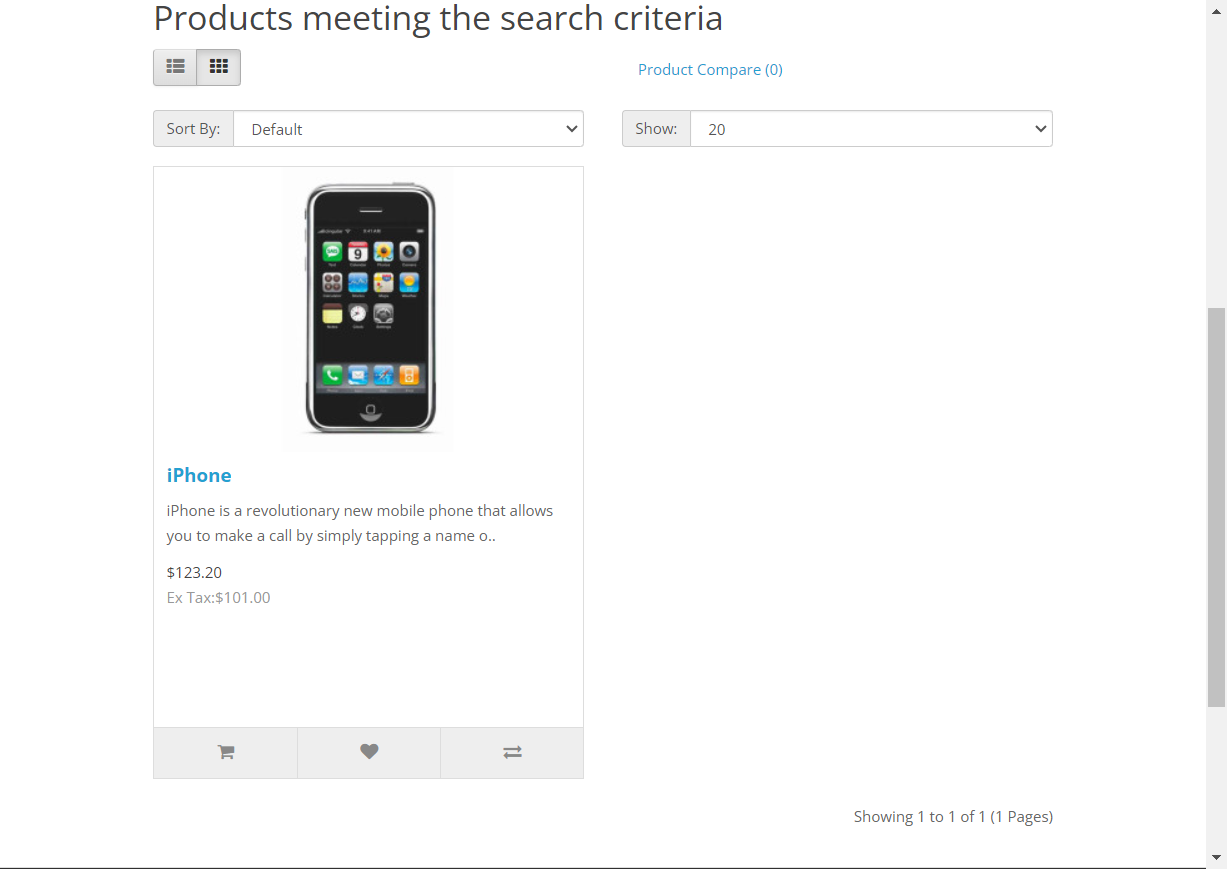 Products meeting the search criteria
Product Compare (0)
Sort By:
Default
Show:
20
9
iPhone
iPhone is a revolutionary new mobile phone that allows
you to make a call by simply tapping a name o..
$123.20
Ex Tax:$101.00
Showing 1 to 1 of 1 (1 Pages)